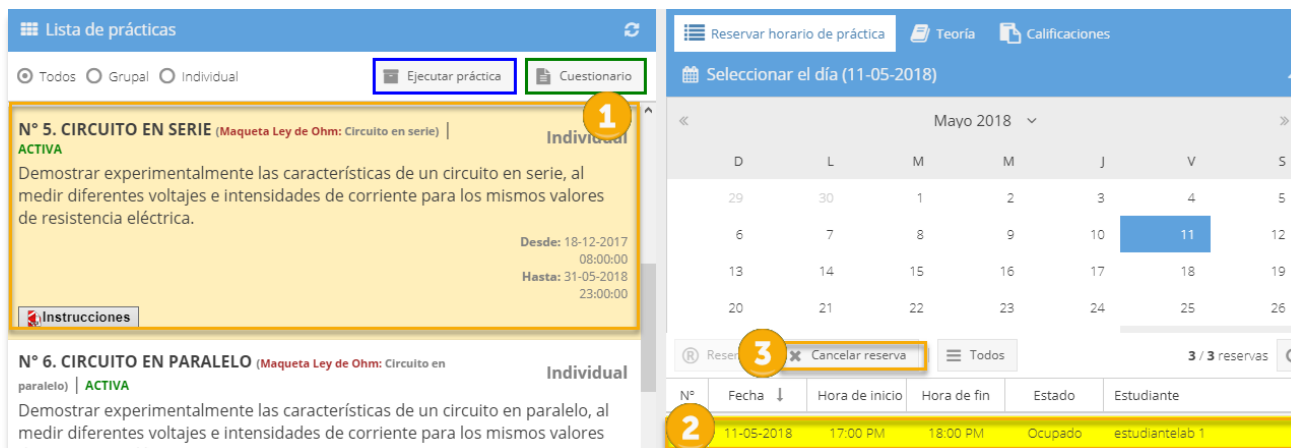 Lista de prácticas
Todos Grupal Individual Ejecutar práctica Cuestionario
1
N° 5. CIRCUITO EN SERIE (Maqueta Ley de Ohm: Circuito en serie) |
ACTIVA
Individual
Demostrar experimentalmente las características de un circuito en serie, al
medir diferentes voltajes e intensidades de corriente para los mismos valores
de resistencia eléctrica.
Desde: 18-12-2017
08:00:00
Hasta: 31-05-2018
23:00:00
Instrucciones
N° 6. CIRCUITO EN PARALELO (Maqueta Ley de Ohm: Circuito en
paralelo) | ACTIVA
Individual
Demostrar experimentalmente las características de un circuito en paralelo, al
medir diferentes voltajes e intensidades de corriente para los mismos valores
Reservar horario de práctica Teoría Calificaciones
Seleccionar el día (11-05-2018)
« Mayo 2018 »
D L M M J V S
29 30 1 2 3 4 5
6 7 8 9 10 11 12
13 14 15 16 17 18 19
20 21 22 23 24 25 26
3 Cancelar reserva Todos 3 / 3 reservas
N° Fecha ↓ Hora de inicio Hora de fin Estado Estudiante
2 11-05-2018 17:00 PM 18:00 PM Ocupado estudiantelab 1